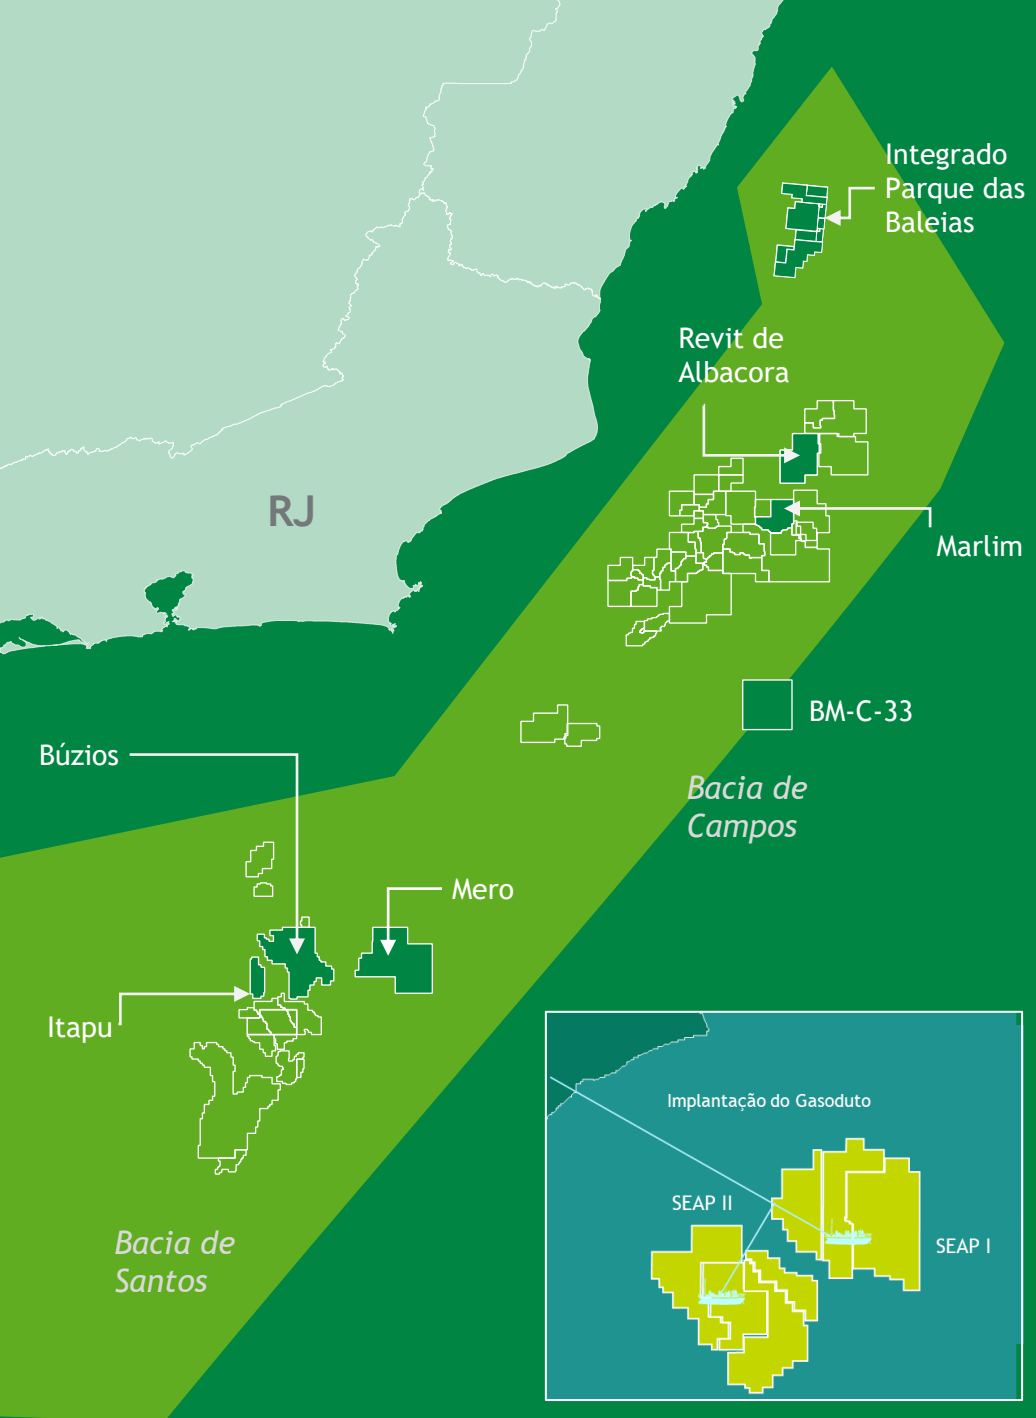 Integrado
Parque das
Baleias
Revit de
Albacora
RJ
Marlim
BM-C-33
Búzios
Bacia de
Campos
Mero
Itapu
Implantação do Gasoduto
SEAP II
SEAP I
Bacia de
Santos